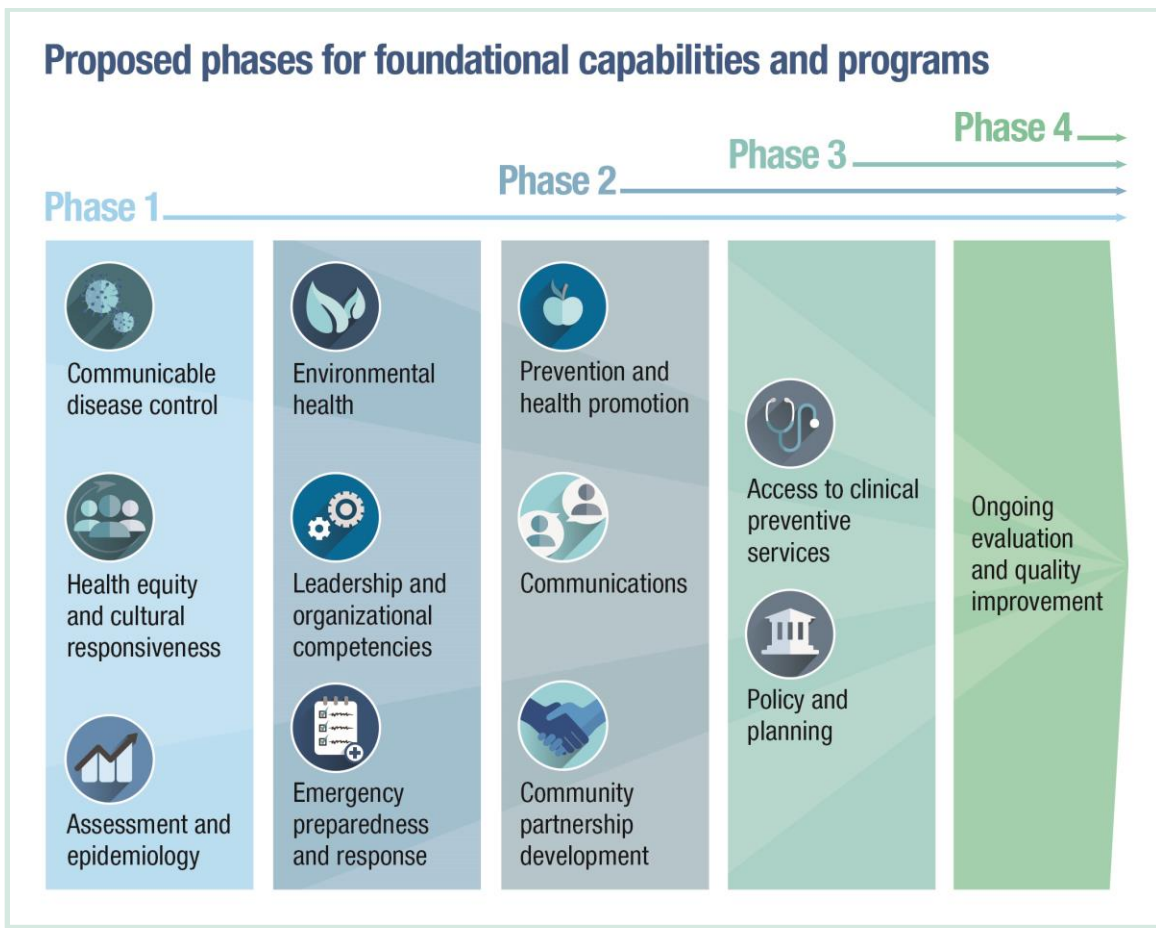 Proposed phases for foundational capabilities and programs
Phase 4
Phase 3
Phase 2
Phase 1
Communicable
disease control
Health equity
and cultural
responsiveness
Assessment and
epidemiology
Environmental
health
Leadership and
organizational
competencies
Emergency
preparedness
and response
Prevention and
health promotion
Communications
Community
partnership
development
Access to clinical
preventive
services
Policy and
planning
Ongoing
evaluation
and quality
improvement